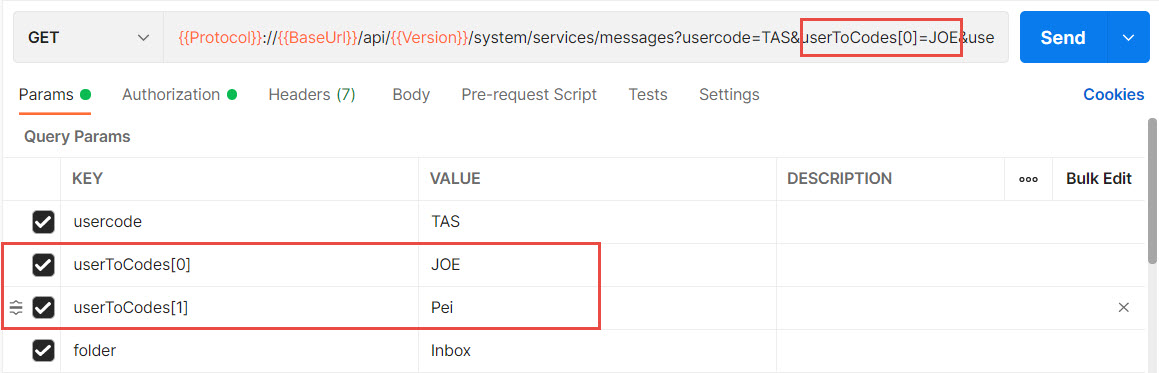 GET {{Protocol}}://{{BaseUrl}}/api/{{Version}}/system/services/messages?usercode=TAS&userToCodes[0]=JOE&use Send
Params Authorization Headers (7) Body Pre-request Script Tests Settings Cookies
Query Params
KEY VALUE DESCRIPTION ooo Bulk Edit
usercode TAS
userToCodes[0] JOE
userToCodes[1] Pei
folder Inbox